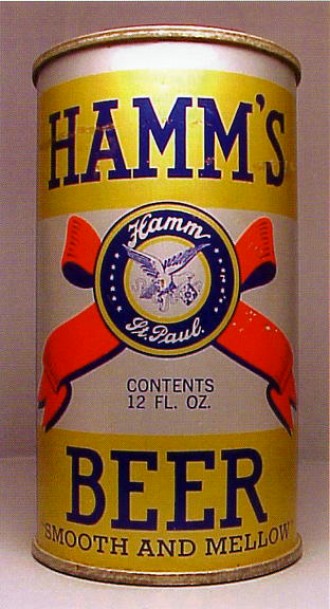 HAMM'S
Hamm
St. Paul.
CONTENTS
12 FL. OZ.
BEER
"SMOOTH AND MELLOW"